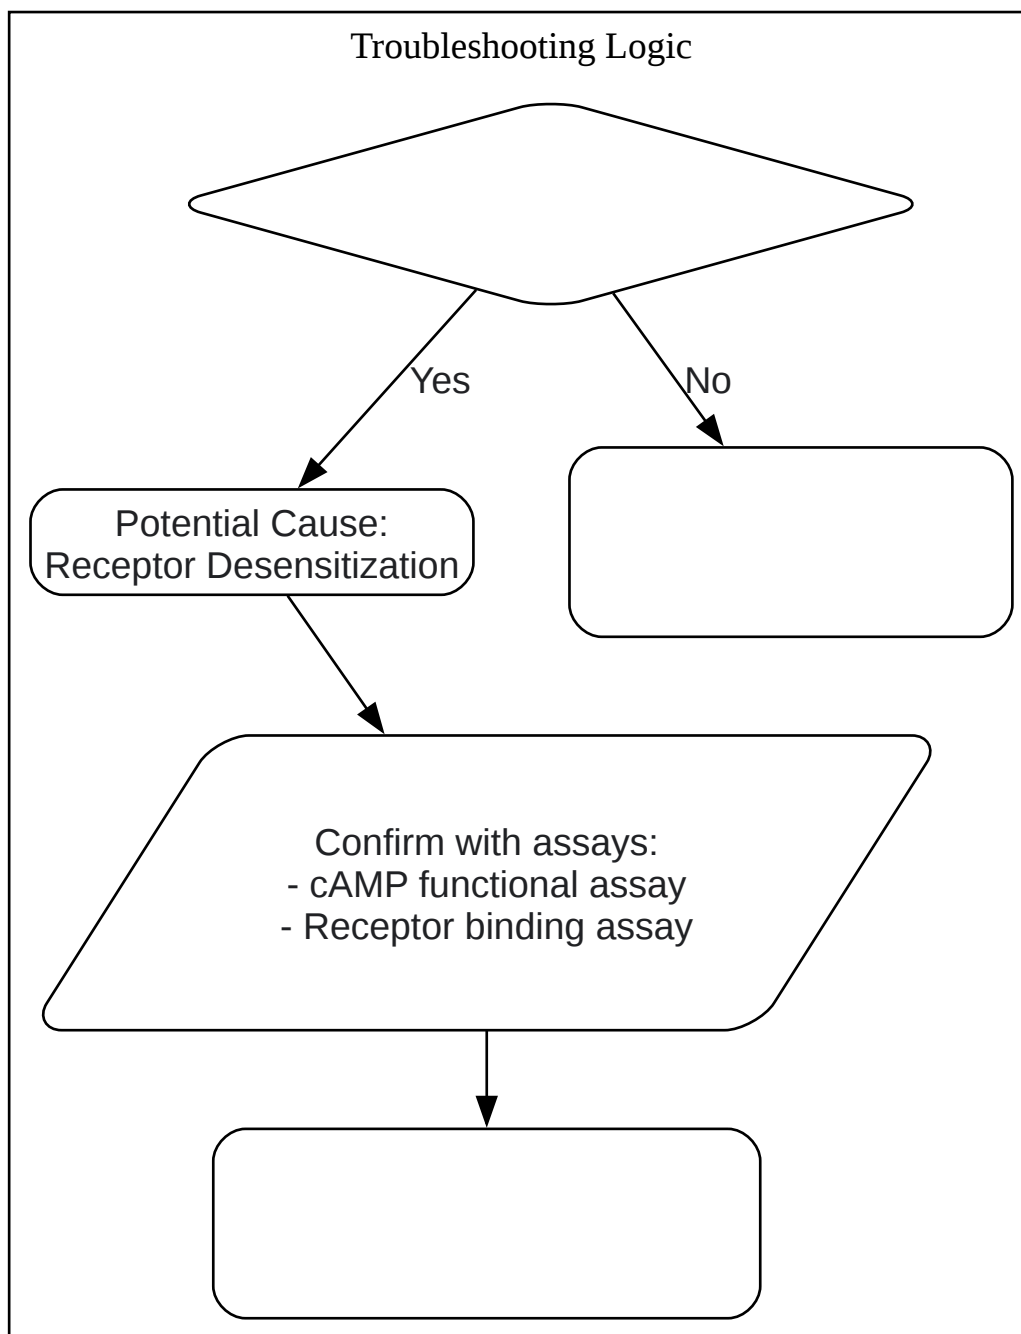 Troubleshooting Logic
Yes
No
Potential Cause:
Receptor Desensitization
Confirm with assays:
- cAMP functional assay
- Receptor binding assay